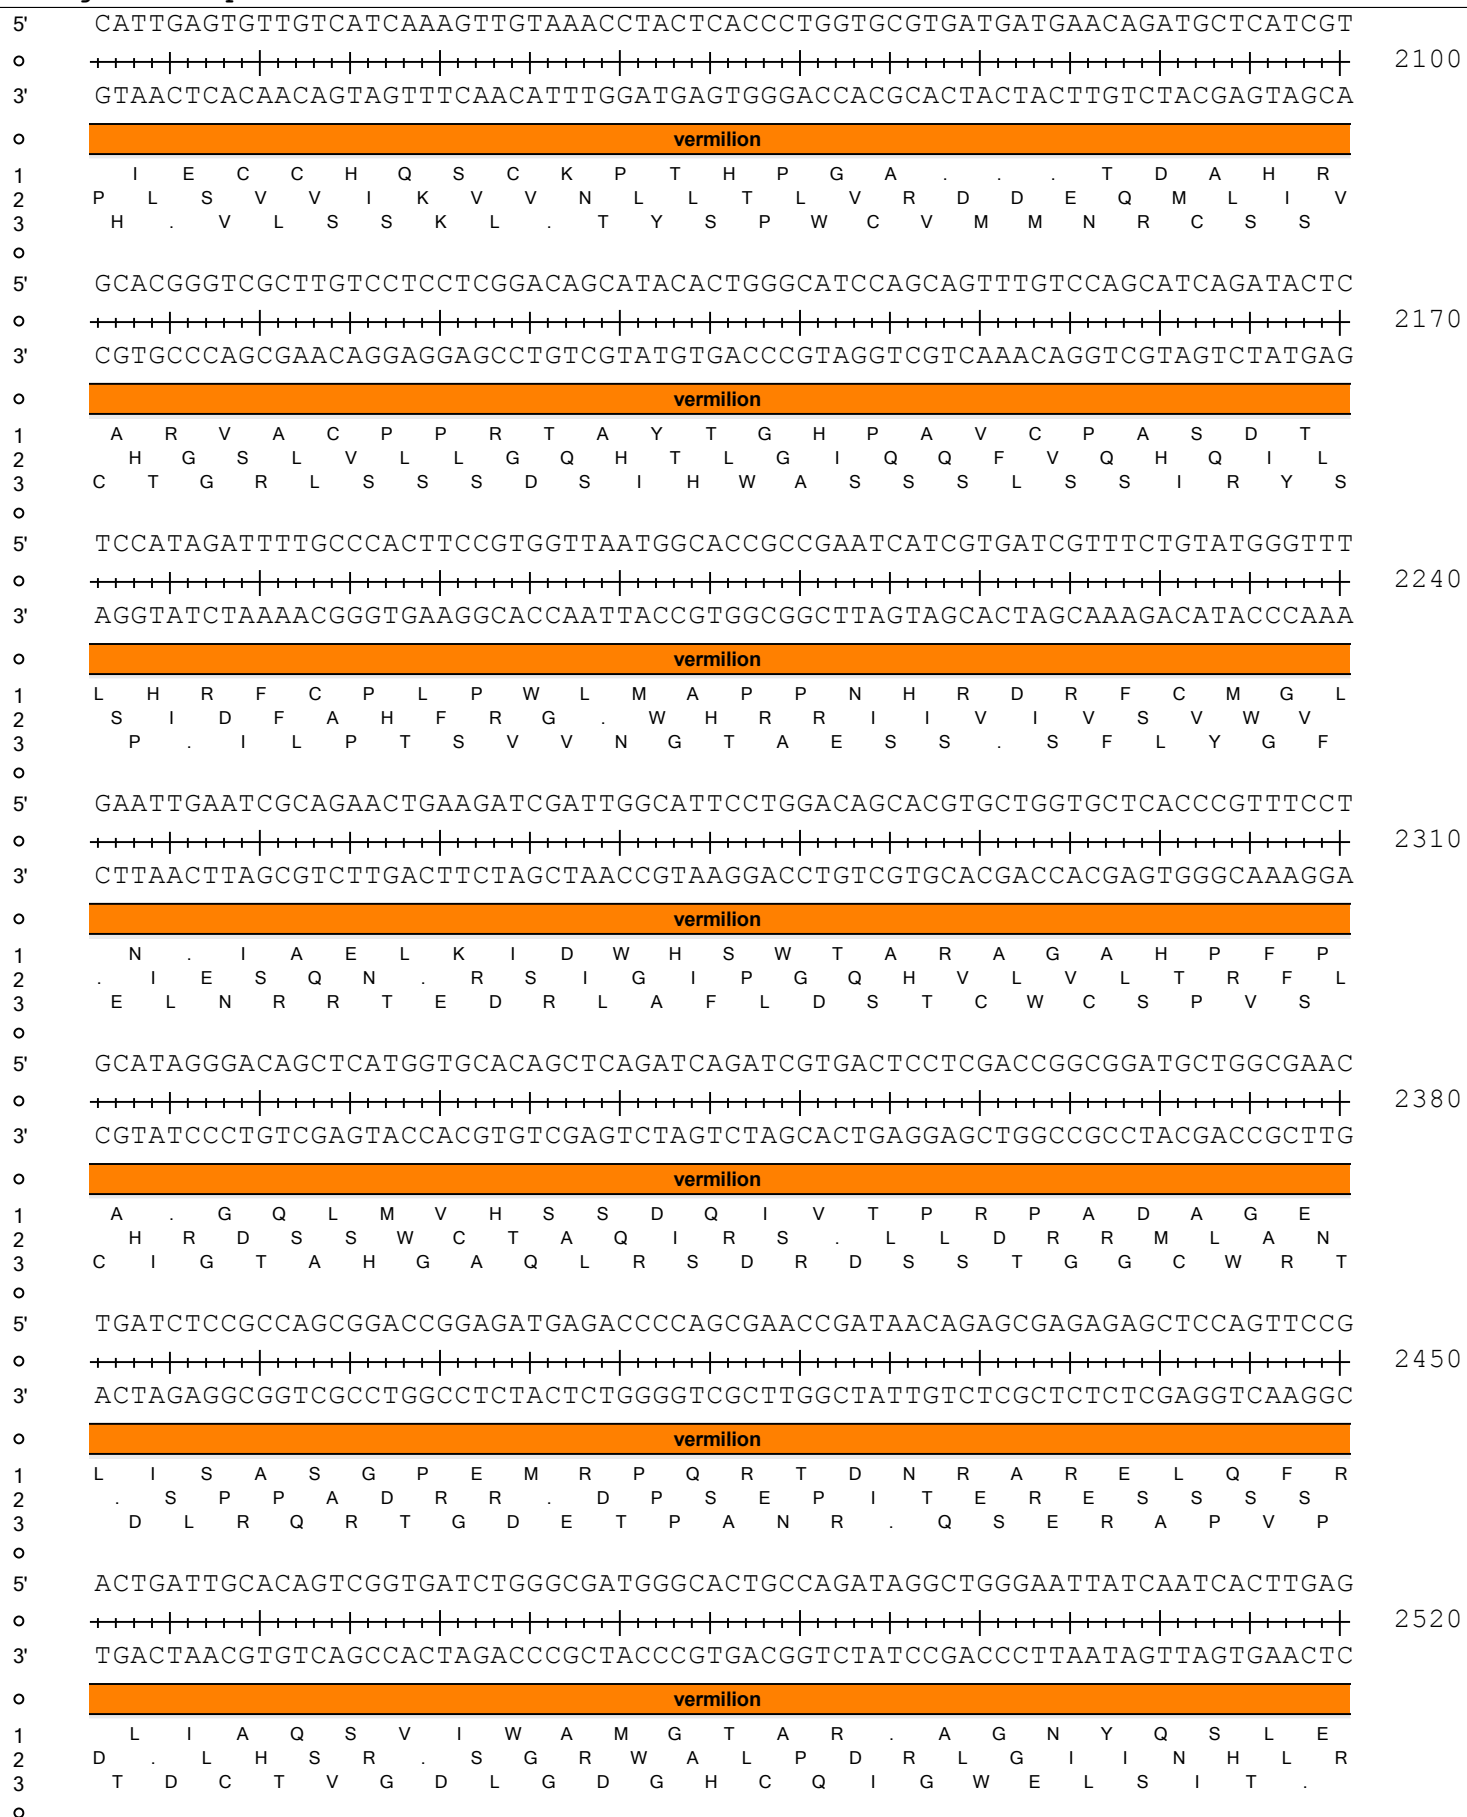 5' CATTGAGTGTTGTCATCAAAGTTGTAAACCTACTCACCCTGGTGCGTGATGATGAACAGATGCTCATCGT
2100
3' GTAACTCACAACAGTAGTTTCAACATTTGGATGAGTGGGACCACGCACTACTACTTGTCTACGAGTAGCA
vermilion
1 I E C C H Q S C K P T H P G A . . . T D A H R
2 P L S V V I K V V N L L T L V R D D E Q M L I V
3 H . V L S S K L . T Y S P W C V M M N R C S S
5' GCACGGGTCGCTTGTCCTCCTCGGACAGCATACACTGGGCATCCAGCAGTTTGTCCAGCATCAGATACTC
2170
3' CGTGCCCAGCGAACAGGAGGAGCCTGTCGTATGTGACCCGTAGGTCGTCAAACAGGTCGTAGTCTATGAG
vermilion
1 A R V A C P P R T A Y T G H P A V C P A S D T
2 H G S L V L L G Q H T L G I Q Q F V Q H Q I L
3 C T G R L S S S D S I H W A S S S L S S I R Y S
5' TCCATAGATTTTGCCCACTTCCGTGGTTAATGGCACCGCCGAATCATCGTGATCGTTTCTGTATGGGTTT
2240
3' AGGTATCTAAAACGGGTGAAGGCACCAATTACCGTGGCGGCTTAGTAGCACTAGCAAAGACATACCCAAA
vermilion
1 L H R F C P L P W L M A P P N H R D R F C M G L
2 S I D F A H F R G . W H R R I I V I V S V W V
3 P . I L P T S V V N G T A E S S . S F L Y G F
5' GAATTGAATCGCAGAACTGAAGATCGATTGGCATTCCTGGACAGCACGTGCTGGTGCTCACCCGTTTCCT
2310
3' CTTAACTTAGCGTCTTGACTTCTAGCTAACCGTAAGGACCTGTCGTGCACGACCACGAGTGGGCAAAGGA
vermilion
1 N . I A E L K I D W H S W T A R A G A H P F P
2 . I E S Q N . R S I G I P G Q H V L V L T R F L
3 E L N R R T E D R L A F L D S T C W C S P V S
5' GCATAGGGACAGCTCATGGTGCACAGCTCAGATCAGATCGTGACTCCTCGACCGGCGGATGCTGGCGAAC
2380
3' CGTATCCCTGTCGAGTACCACGTGTCGAGTCTAGTCTAGCACTGAGGAGCTGGCCGCCTACGACCGCTTG
vermilion
1 A . G Q L M V H S S D Q I V T P R P A D A G E
2 H R D S S W C T A Q I R S . L L D R R M L A N
3 C I G T A H G A Q L R S D R D S S T G G C W R T
5' TGATCTCCGCCAGCGGACCGGAGATGAGACCCCAGCGAACCGATAACAGAGCGAGAGAGCTCCAGTTCCG
2450
3' ACTAGAGGCGGTCGCCTGGCCTCTACTCTGGGGTCGCTTGGCTATTGTCTCGCTCTCTCGAGGTCAAGGC
vermilion
1 L I S A S G P E M R P Q R T D N R A R E L Q F R
2 . S P P A D R R . D P S E P I T E R E S S S S
3 D L R Q R T G D E T P A N R . Q S E R A P V P
5' ACTGATTGCACAGTCGGTGATCTGGGCGATGGGCACTGCCAGATAGGCTGGGAATTATCAATCACTTGAG
2520
3' TGACTAACGTGTCAGCCACTAGACCCGCTACCCGTGACGGTCTATCCGACCCTTAATAGTTAGTGAACTC
vermilion
1 L I A Q S V I W A M G T A R . A G N Y Q S L E
2 D . L H S R . S G R W A L P D R L G I I N H L R
3 T D C T V G D L G D G H C Q I G W E L S I T .